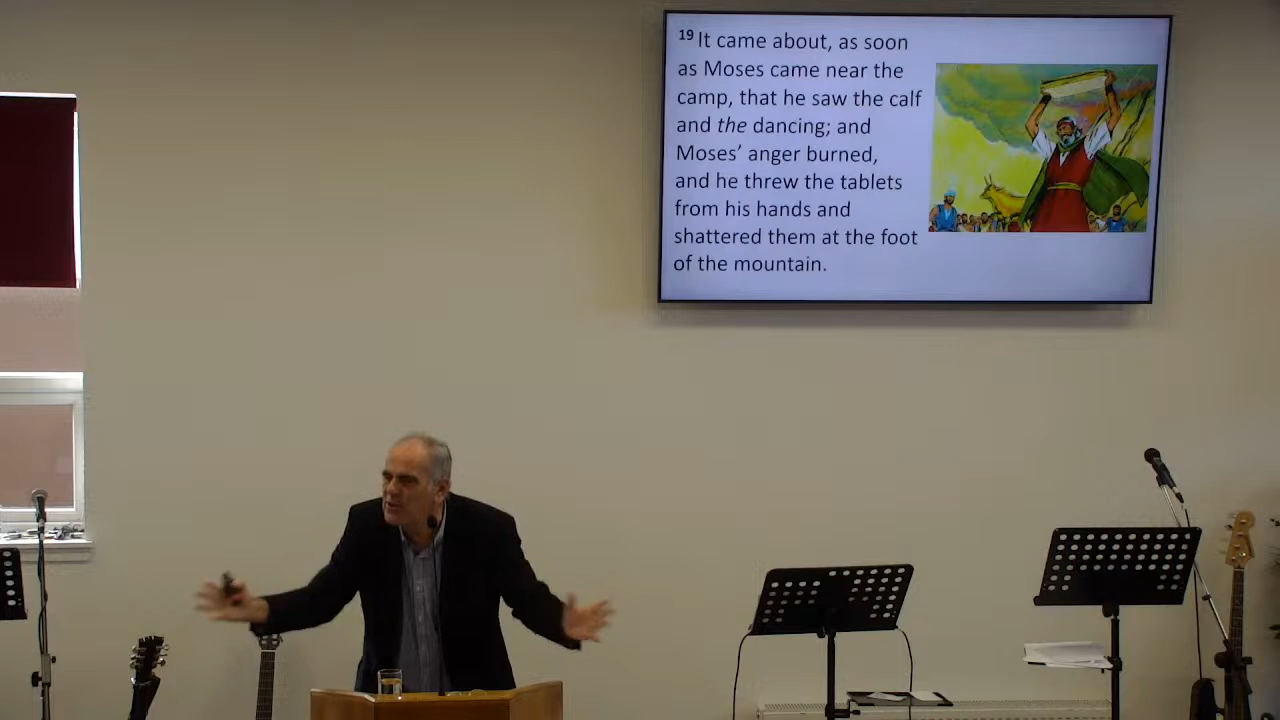 19 It came about, as soon
as Moses came near the
camp, that he saw the calf
and the dancing; and
Moses’ anger burned,
and he threw the tablets
from his hands and
shattered them at the foot
of the mountain.